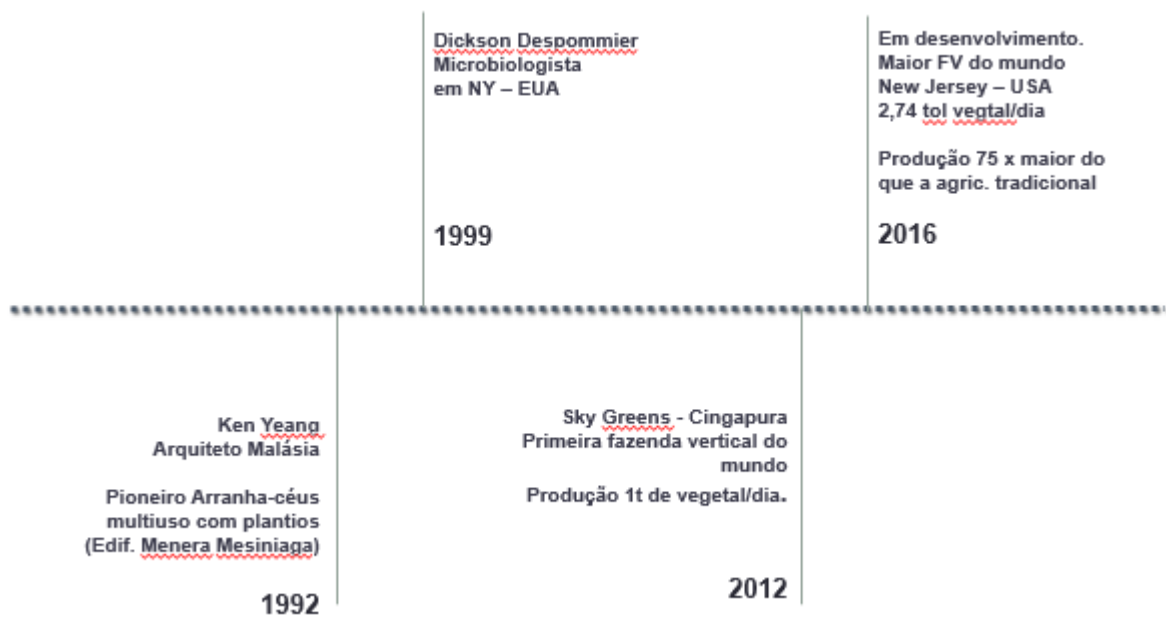 Dickson Despommier
Microbiologista
em NY – EUA
1999
Em desenvolvimento.
Maior FV do mundo
New Jersey – USA
2,74 tol vegtal/dia
Produção 75 x maior do
que a agric. tradicional
2016
Ken Yeang
Arquiteto Malásia
Pioneiro Arranha-céus
multiuso com plantios
(Edif. Menera Mesiniaga)
1992
Sky Greens - Cingapura
Primeira fazenda vertical do
mundo
Produção 1t de vegetal/dia.
2012